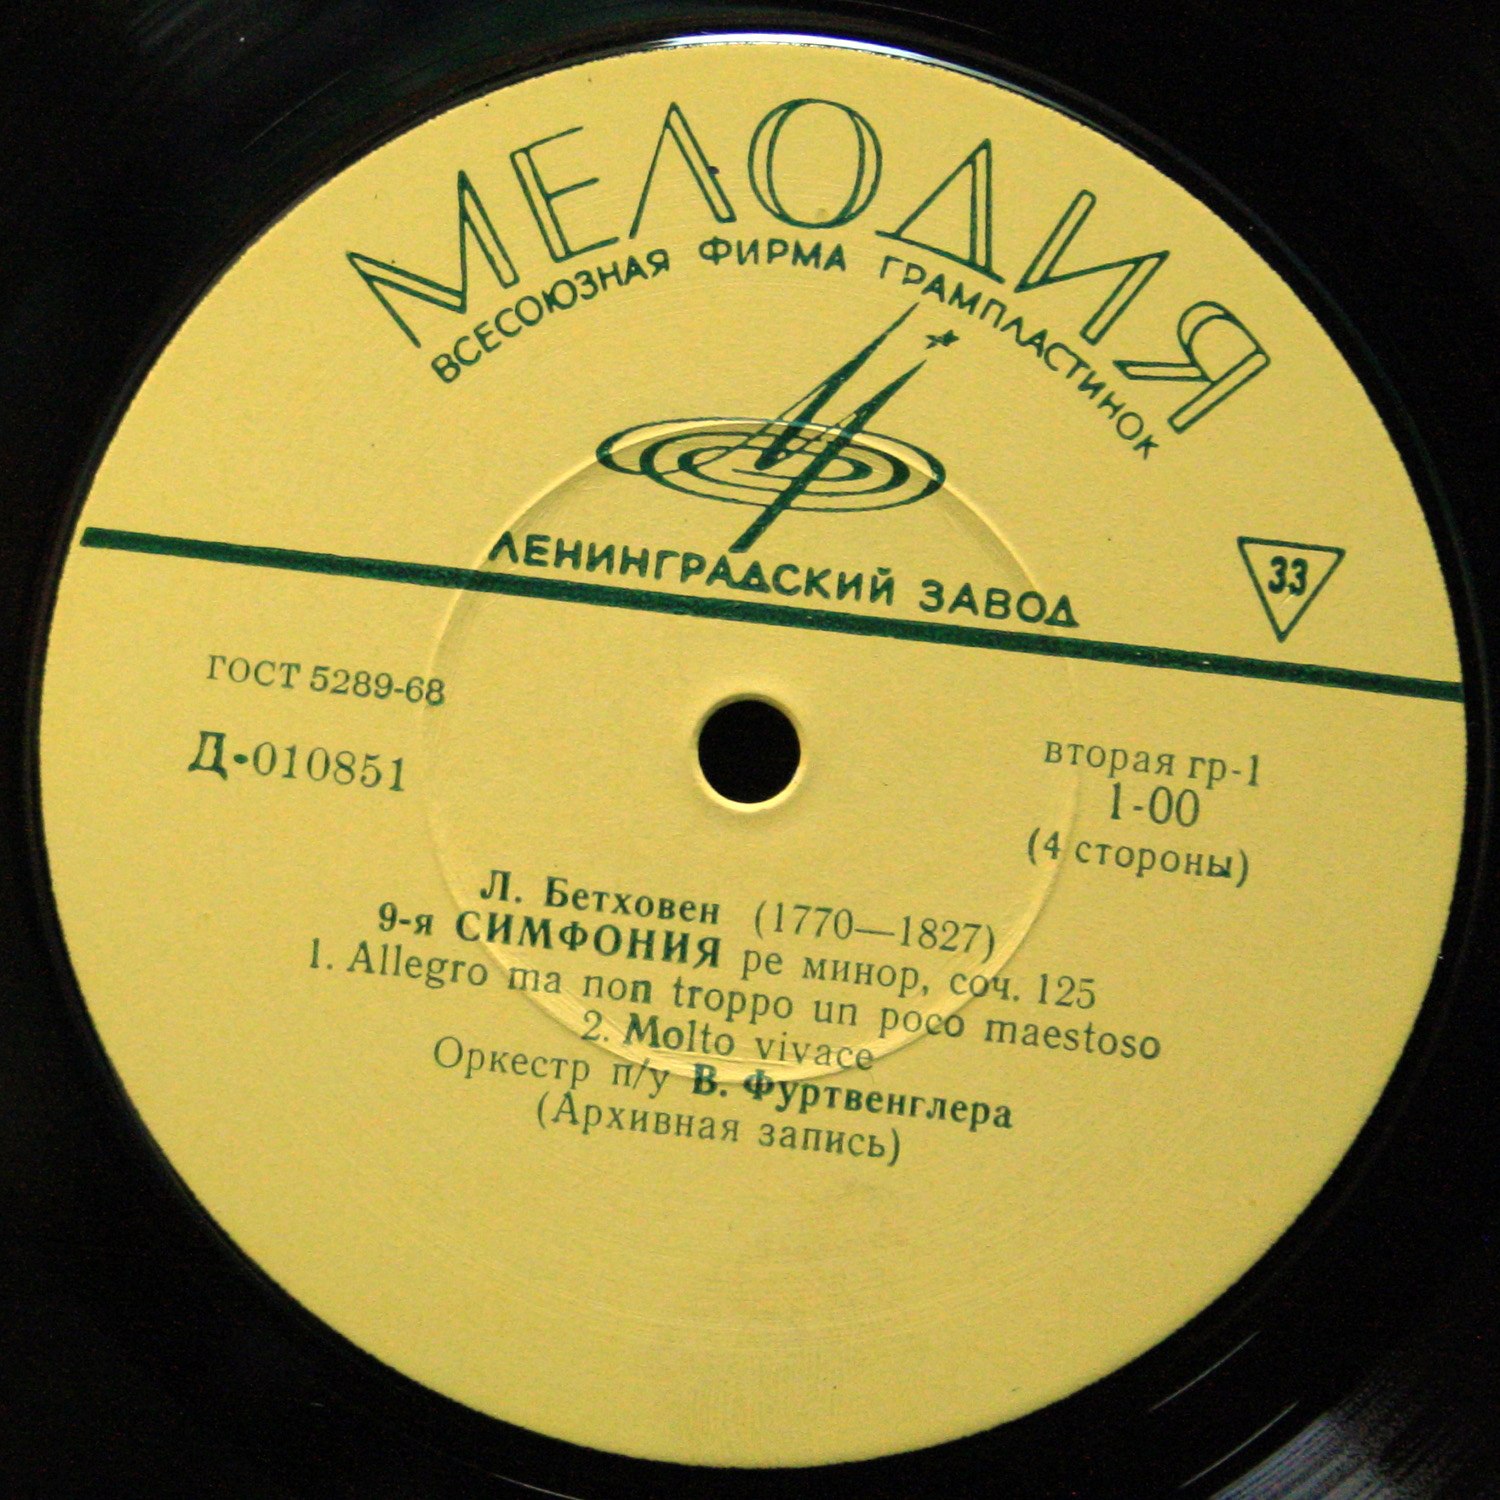 МЕЛОДИЯ
ВСЕСОЮЗНАЯ ФИРМА ГРАМПЛАСТИНОК
ЛЕНИНГРАДСКИЙ ЗАВОД
33
ГОСТ 5289-68
Д-010851
вторая гр-1
1-00
(4 стороны)
Л. Бетховен (1770—1827)
9-я СИМФОНИЯ ре минор, соч. 125
1. Allegro ma non troppo un poco maestoso
2. Molto vivace
Оркестр п/у В. Фуртвенглера
(Архивная запись)